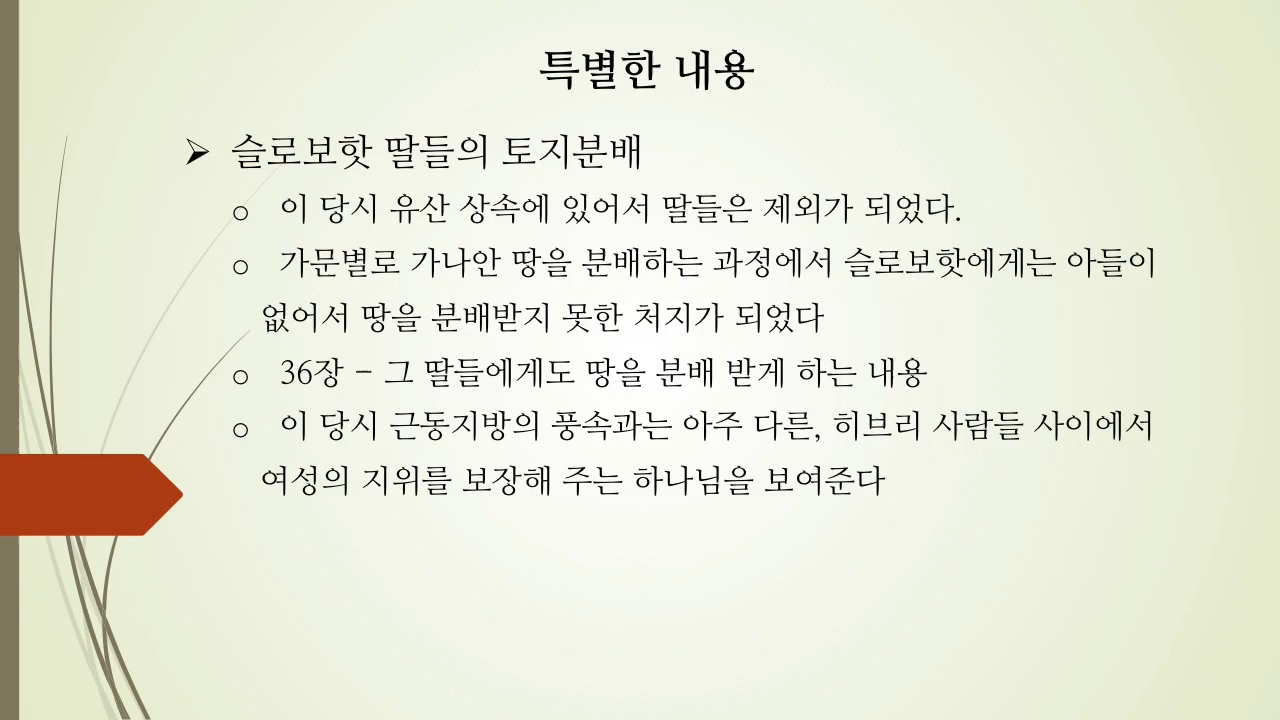 특별한 내용
➢ 슬로보핫 딸들의 토지분배
o 이 당시 유산 상속에 있어서 딸들은 제외가 되었다.
o 가문별로 가나안 땅을 분배하는 과정에서 슬로보핫에게는 아들이
없어서 땅을 분배받지 못한 처지가 되었다
o 36장 – 그 딸들에게도 땅을 분배 받게 하는 내용
o 이 당시 근동지방의 풍속과는 아주 다른, 히브리 사람들 사이에서
여성의 지위를 보장해 주는 하나님을 보여준다